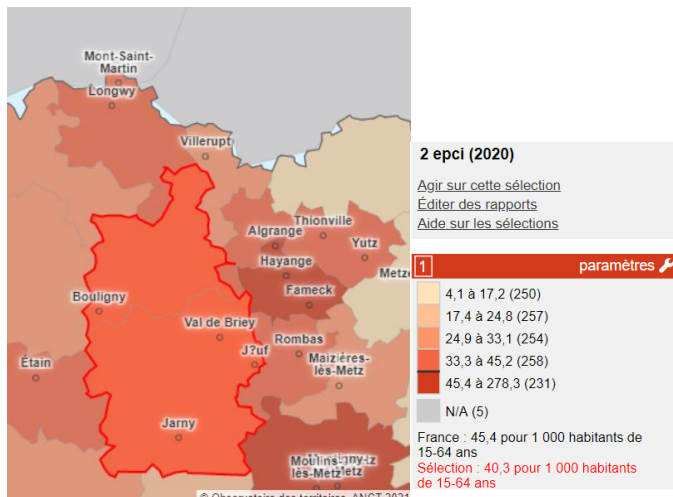 Mont-Saint-
Martin
Longwy
Villerupt
Thionville
Algrange
Yutz
Hayange
Metze
Fameck
Bouligny
Val de Briey
J?uf
Rombas
Maizières-
lès-Metz
Étain
Jarny
Moulins-
lès-Metz
© Observatoire des territoires, ANCT 2021
2 epci (2020)
Agir sur cette sélection
Éditer des rapports
Aide sur les sélections
1 paramètres
4,1 à 17,2 (250)
17,4 à 24,8 (257)
24,9 à 33,1 (254)
33,3 à 45,2 (258)
45,4 à 278,3 (231)
N/A (5)
France : 45,4 pour 1 000 habitants de
15-64 ans
Sélection : 40,3 pour 1 000 habitants
de 15-64 ans